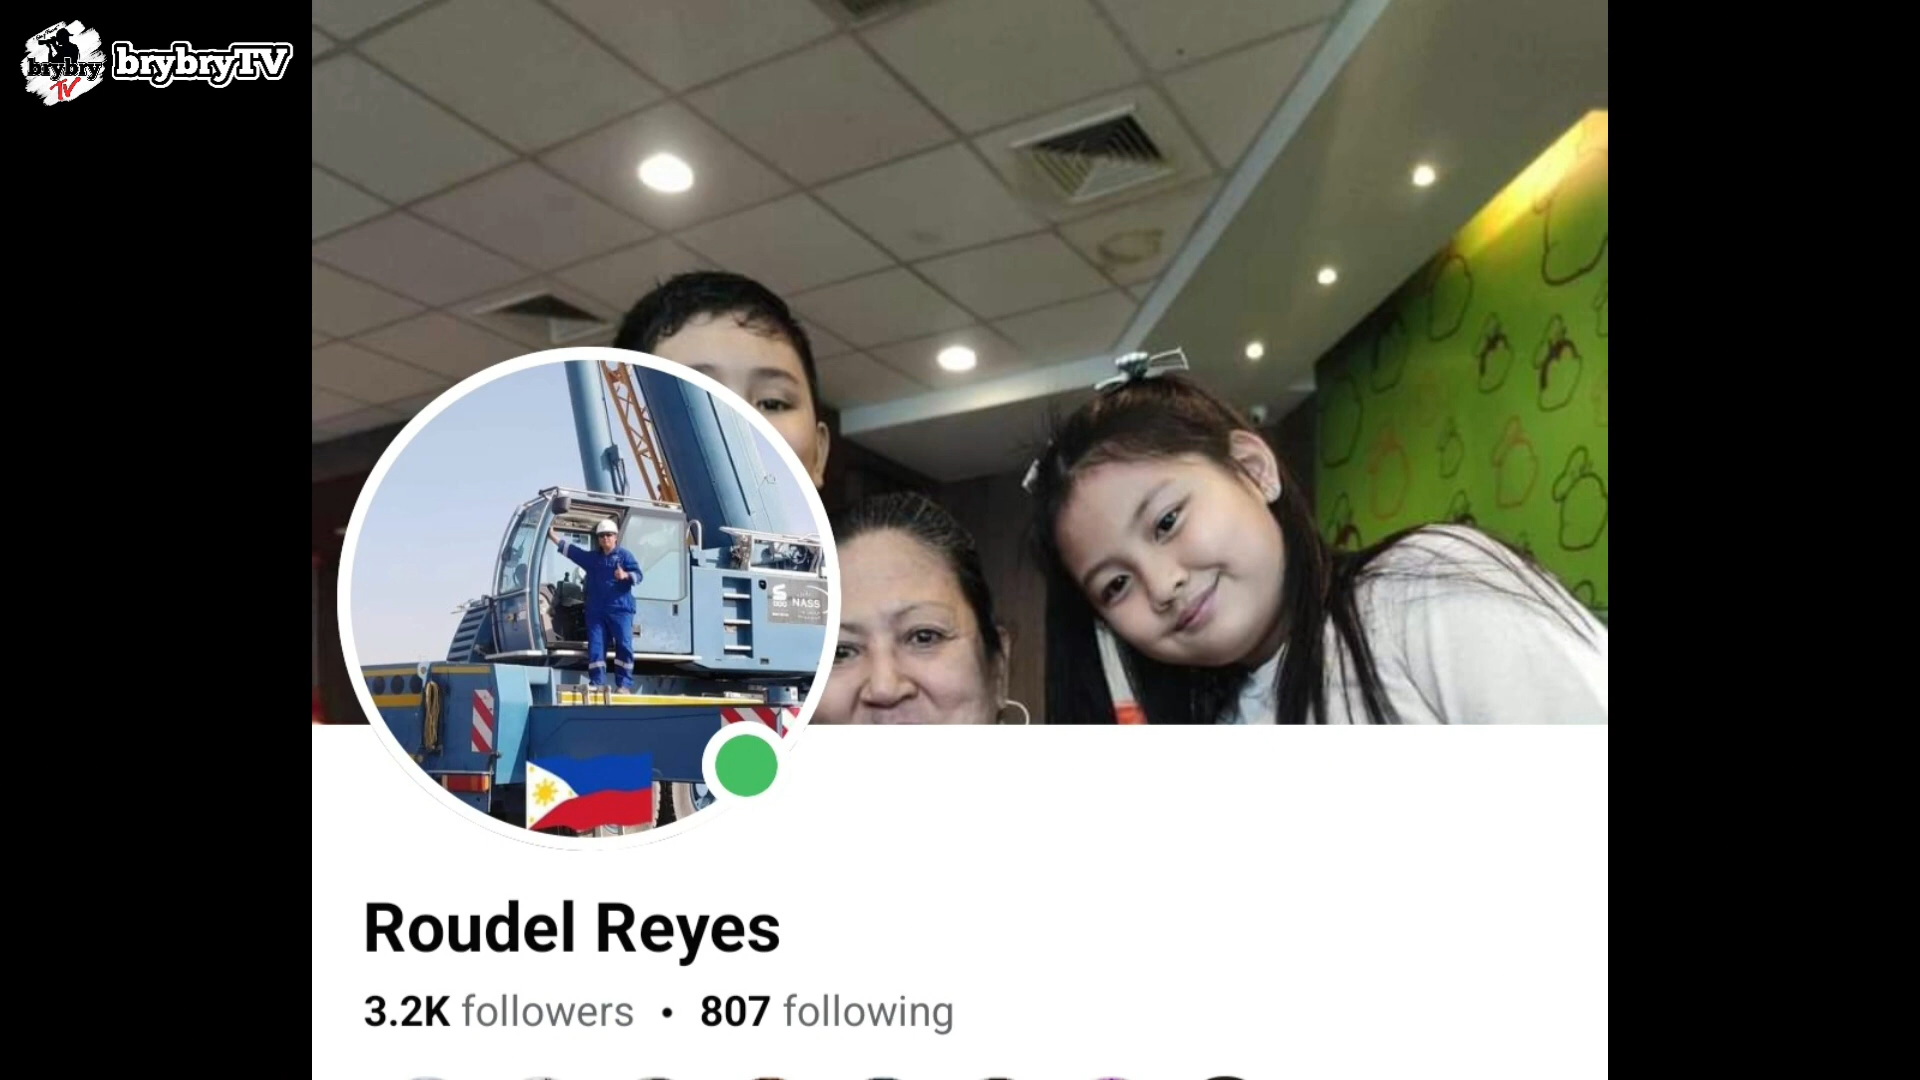 brybry
TV
brybryTV
NASS
Roudel Reyes
3.2K followers • 807 following